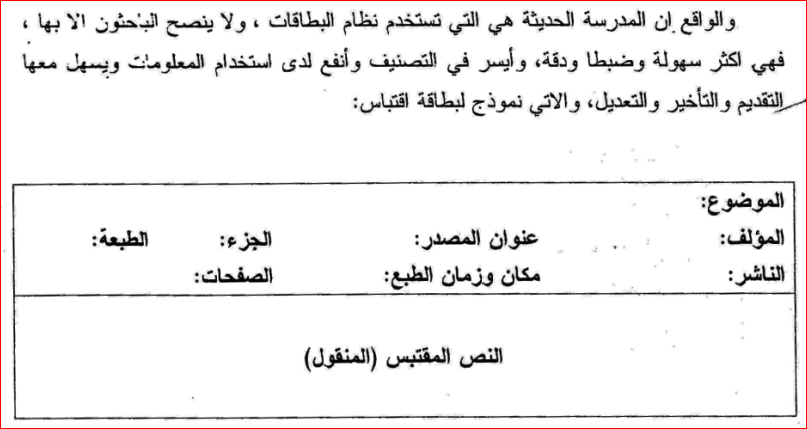 والواقع إن المدرسة الحديثة هي التي تستخدم نظام البطاقات ، ولا ينصح الباحثون الا بها ،
فهي اكثر سهولة وضبطا ودقة، وأيسر في التصنيف وأنفع لدى استخدام المعلومات ويسهل معها
التقديم والتأخير والتعديل، والاتي نموذج لبطاقة اقتباس:
الموضوع:
المؤلف: عنوان المصدر: الجزء: الطبعة:
الناشر: مكان وزمان الطبع: الصفحات:
النص المقتبس (المنقول)